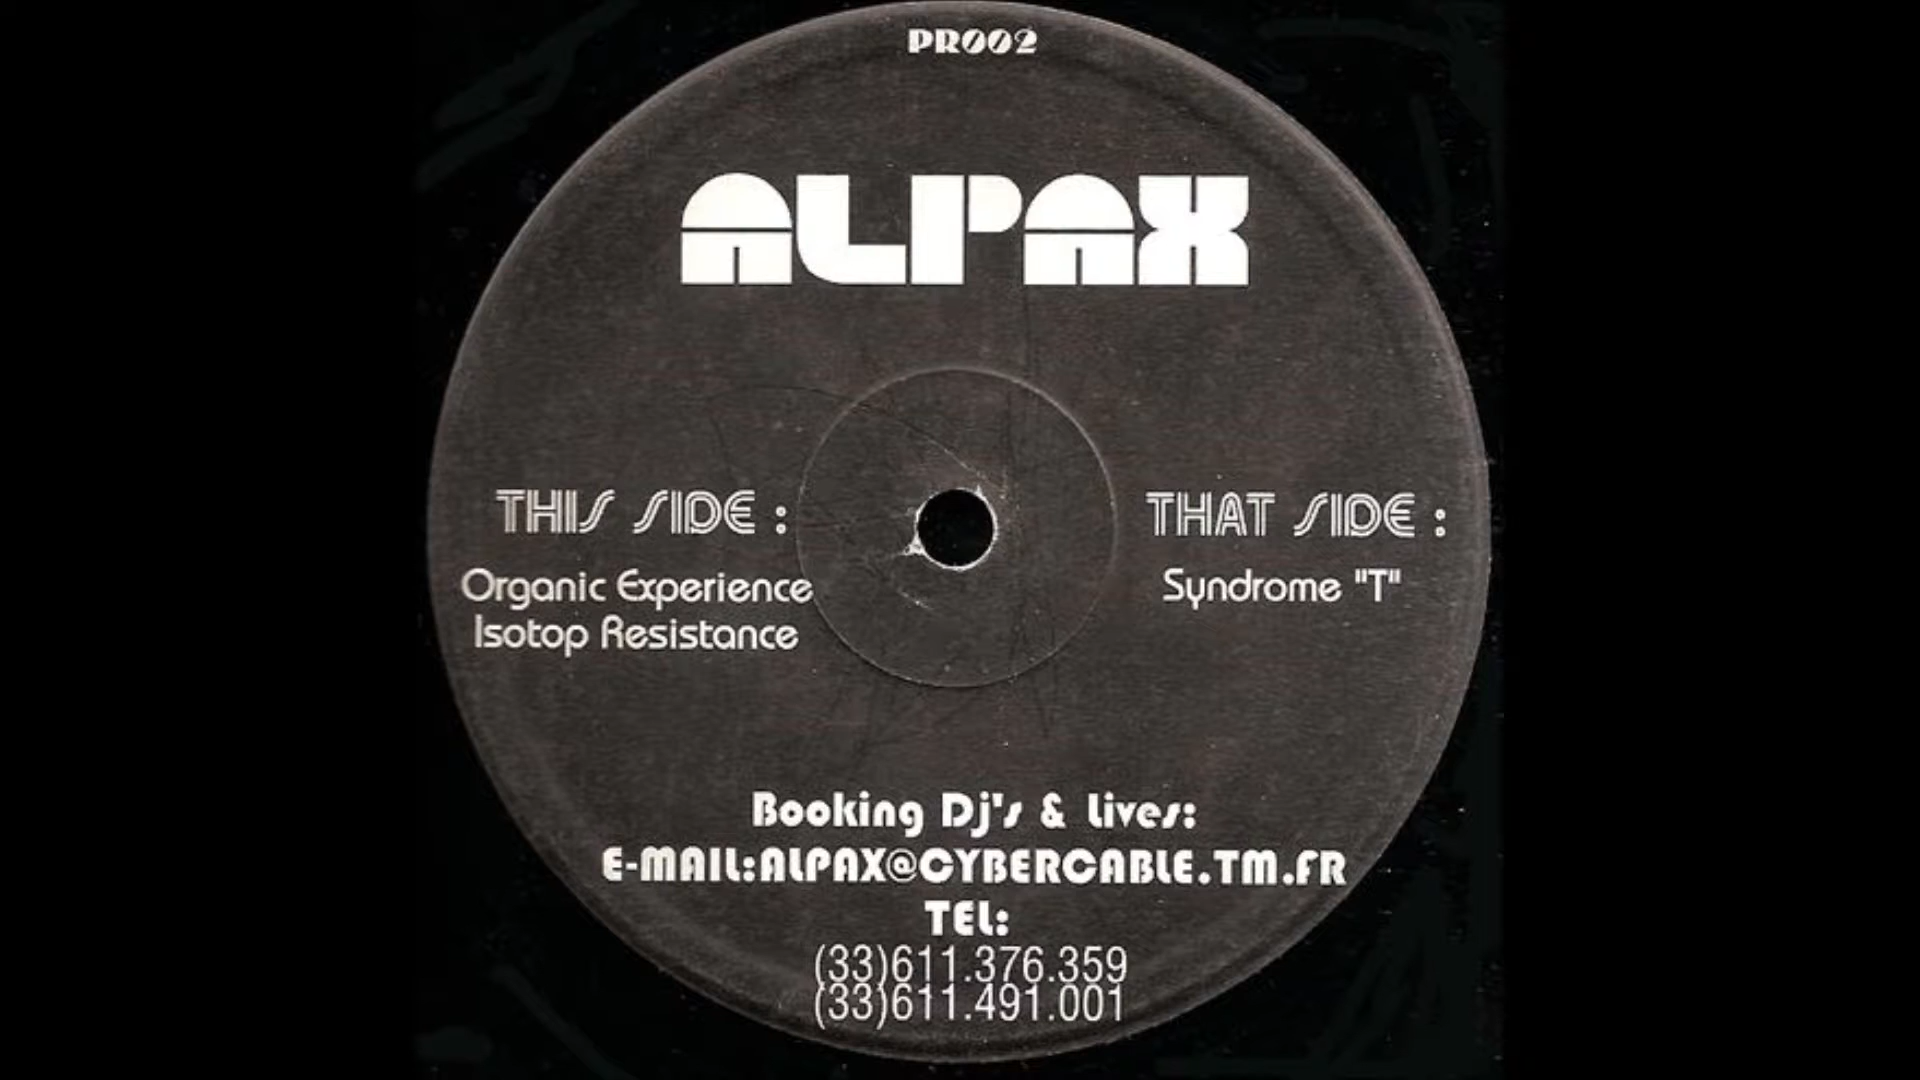 PR002
ALPAX
THIS SIDE :
Organic Experience
Isotop Resistance
THAT SIDE :
Syndrome "T"
Booking Dj's & Lives:
E-MAIL:ALPAX@CYBERCABLE.TM.FR
TEL:
(33)611.376.359
(33)611.491.001